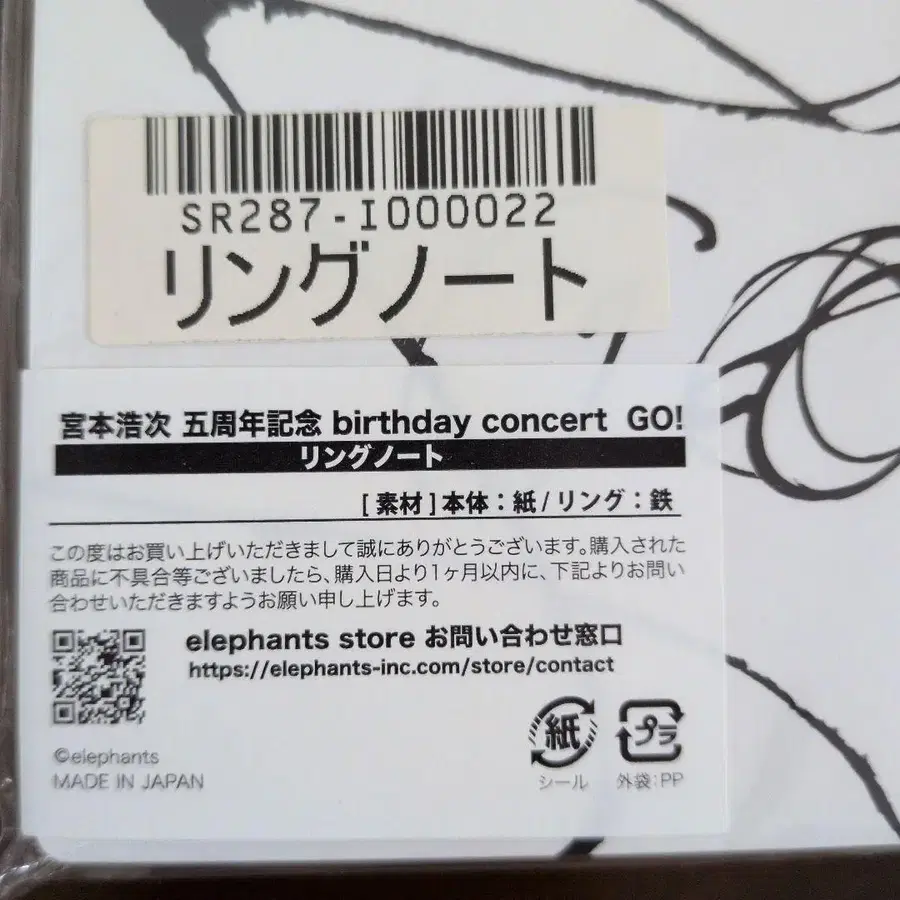 SR287-I000022
リングノート
宮本浩次 五周年記念 birthday concert GO!
リングノート
[ 素材 ] 本体：紙 / リング：鉄
この度はお買い上げいただきまして誠にありがとうございます。購入された
商品に不具合等ございましたら、購入日より1ヶ月以内に、下記よりお問い
合わせいただきますようお願い申し上げます。
elephants store お問い合わせ窓口
https://elephants-inc.com/store/contact
紙
プラ
シール
外袋：PP
©elephants
MADE IN JAPAN